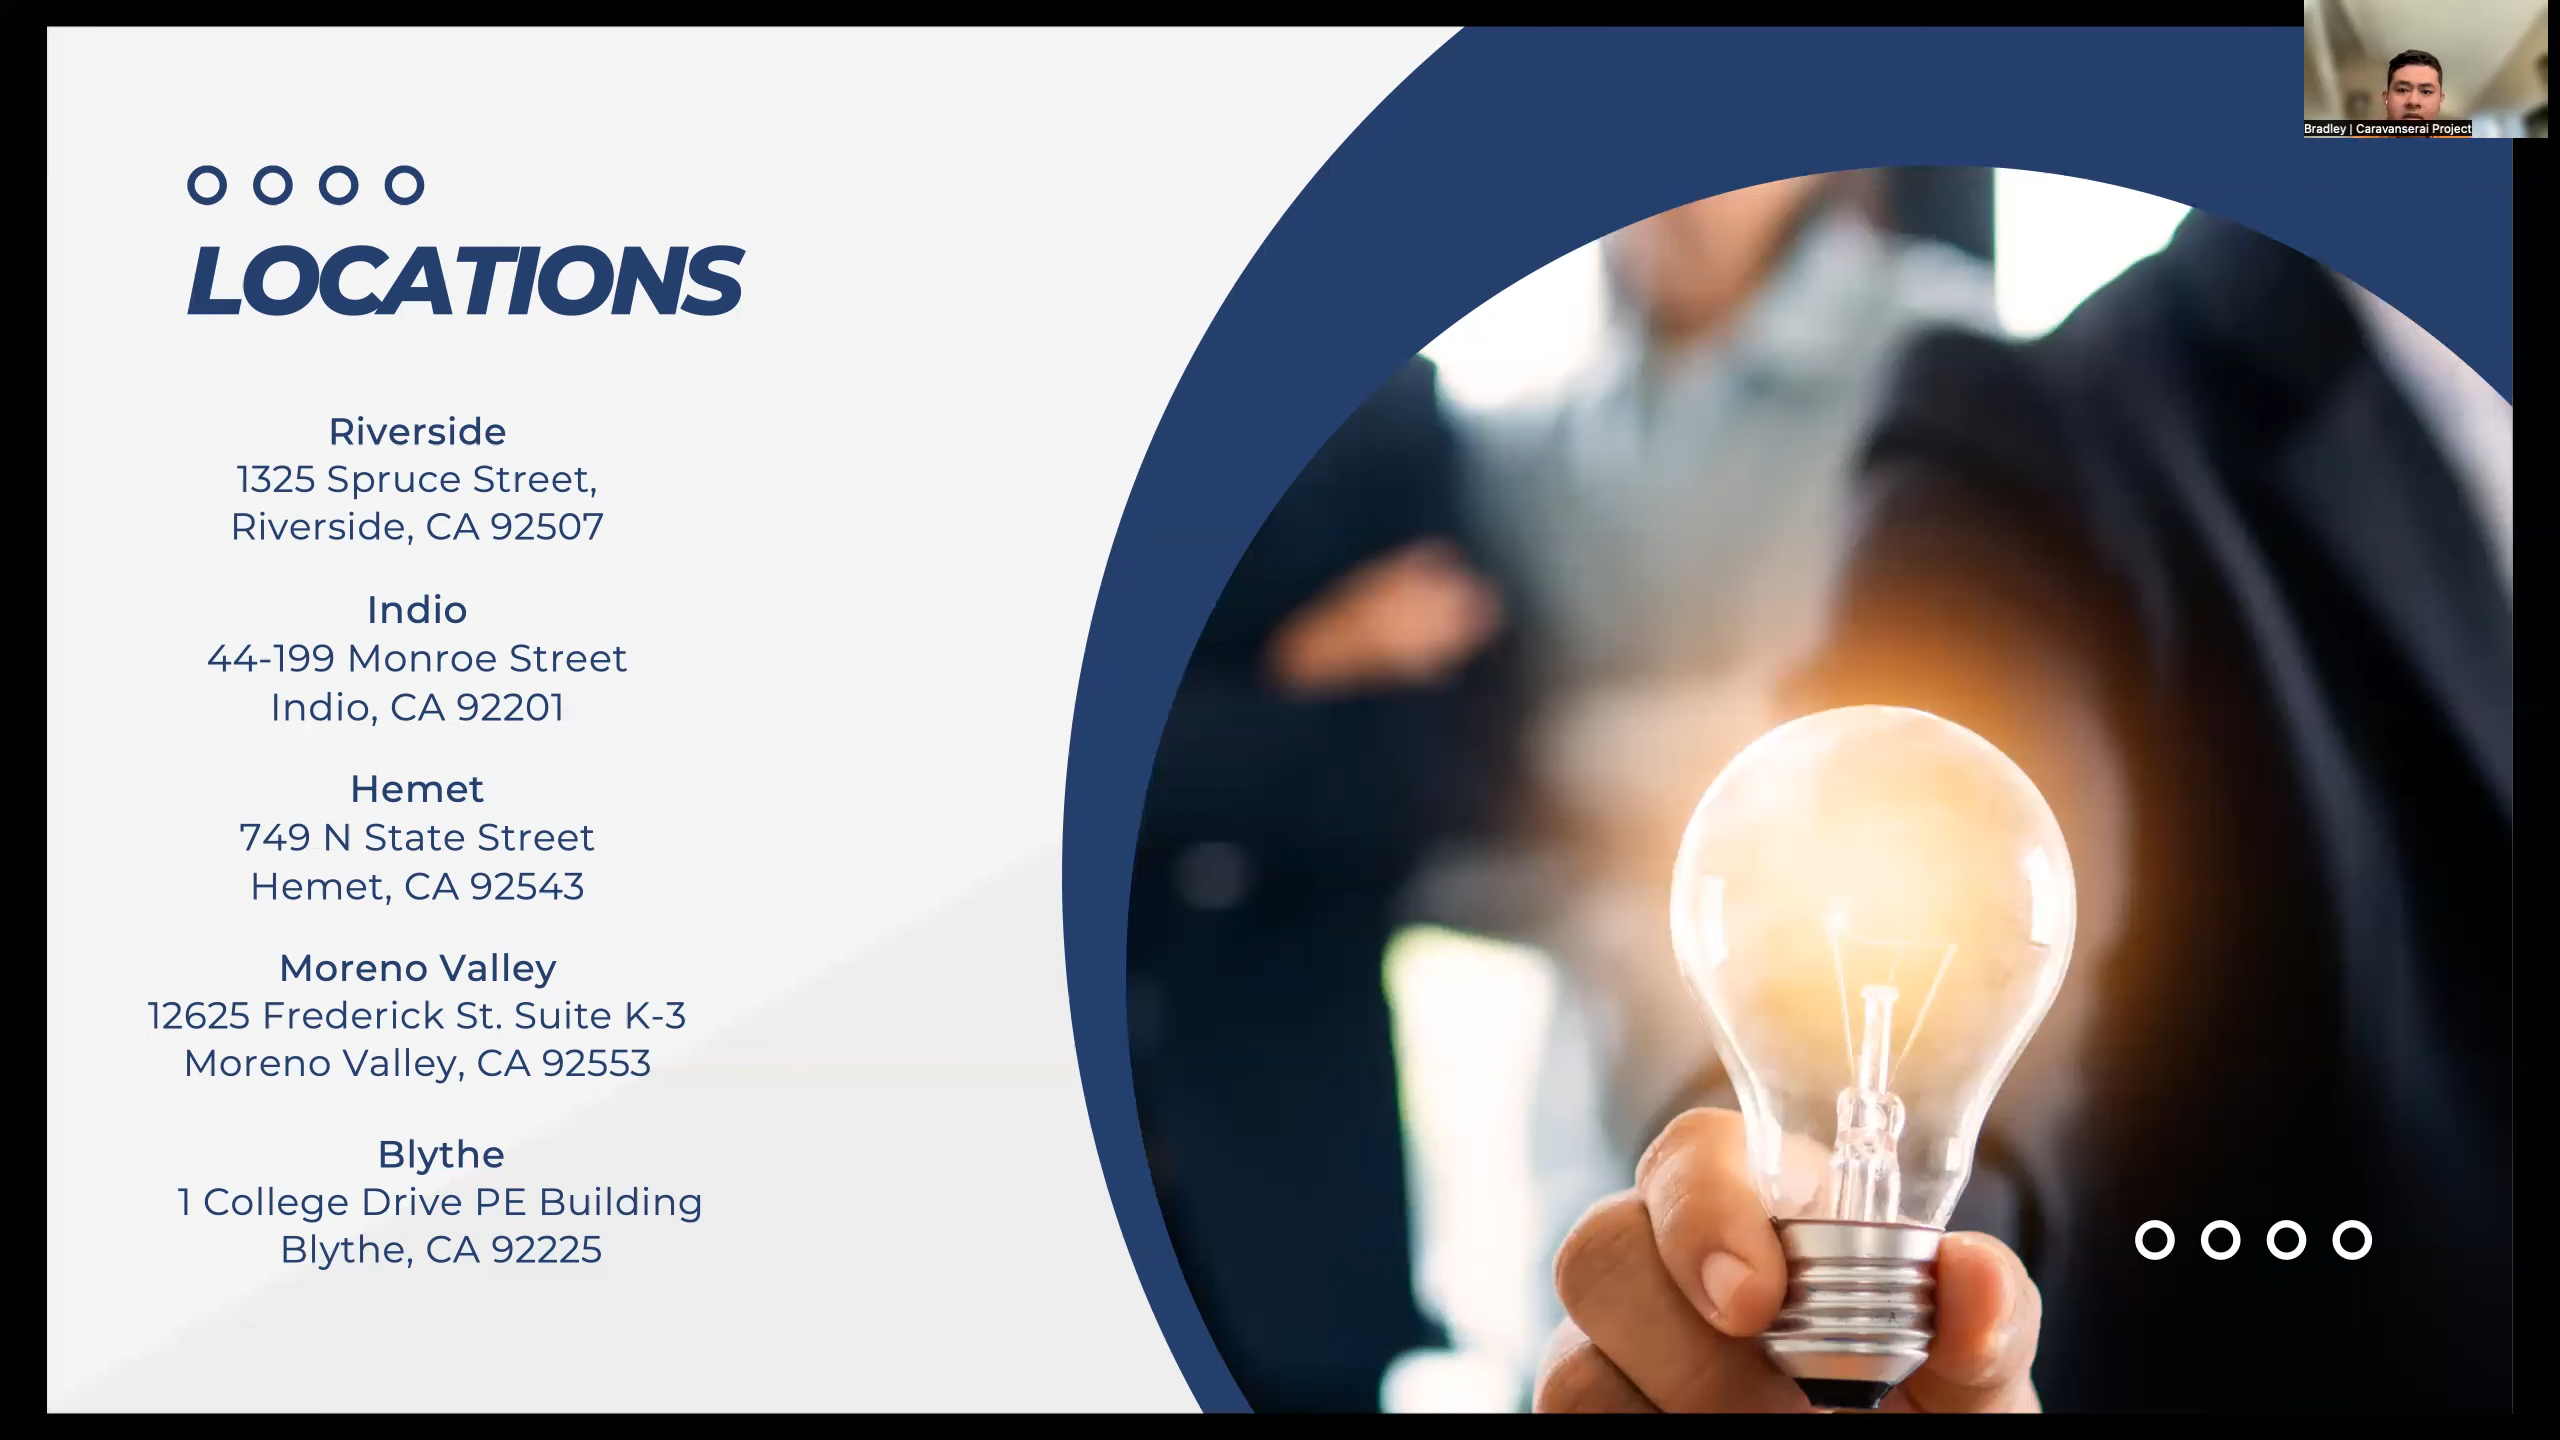 LOCATIONS
Riverside
1325 Spruce Street,
Riverside, CA 92507
Indio
44-199 Monroe Street
Indio, CA 92201
Hemet
749 N State Street
Hemet, CA 92543
Moreno Valley
12625 Frederick St. Suite K-3
Moreno Valley, CA 92553
Blythe
1 College Drive PE Building
Blythe, CA 92225
Bradley | Caravanserai Project